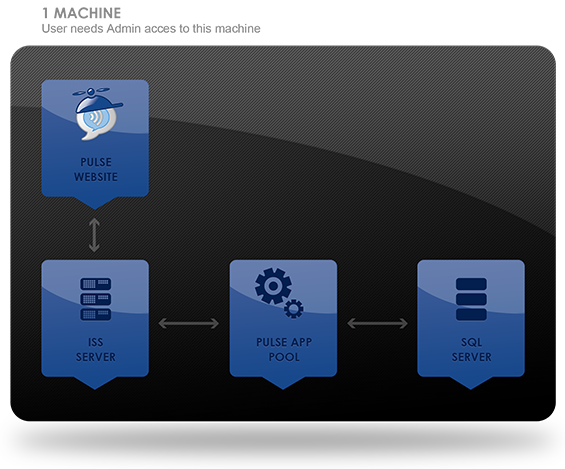 1 MACHINE
User needs Admin acces to this machine
PULSE
WEBSITE
ISS
SERVER
PULSE APP
POOL
SQL
SERVER